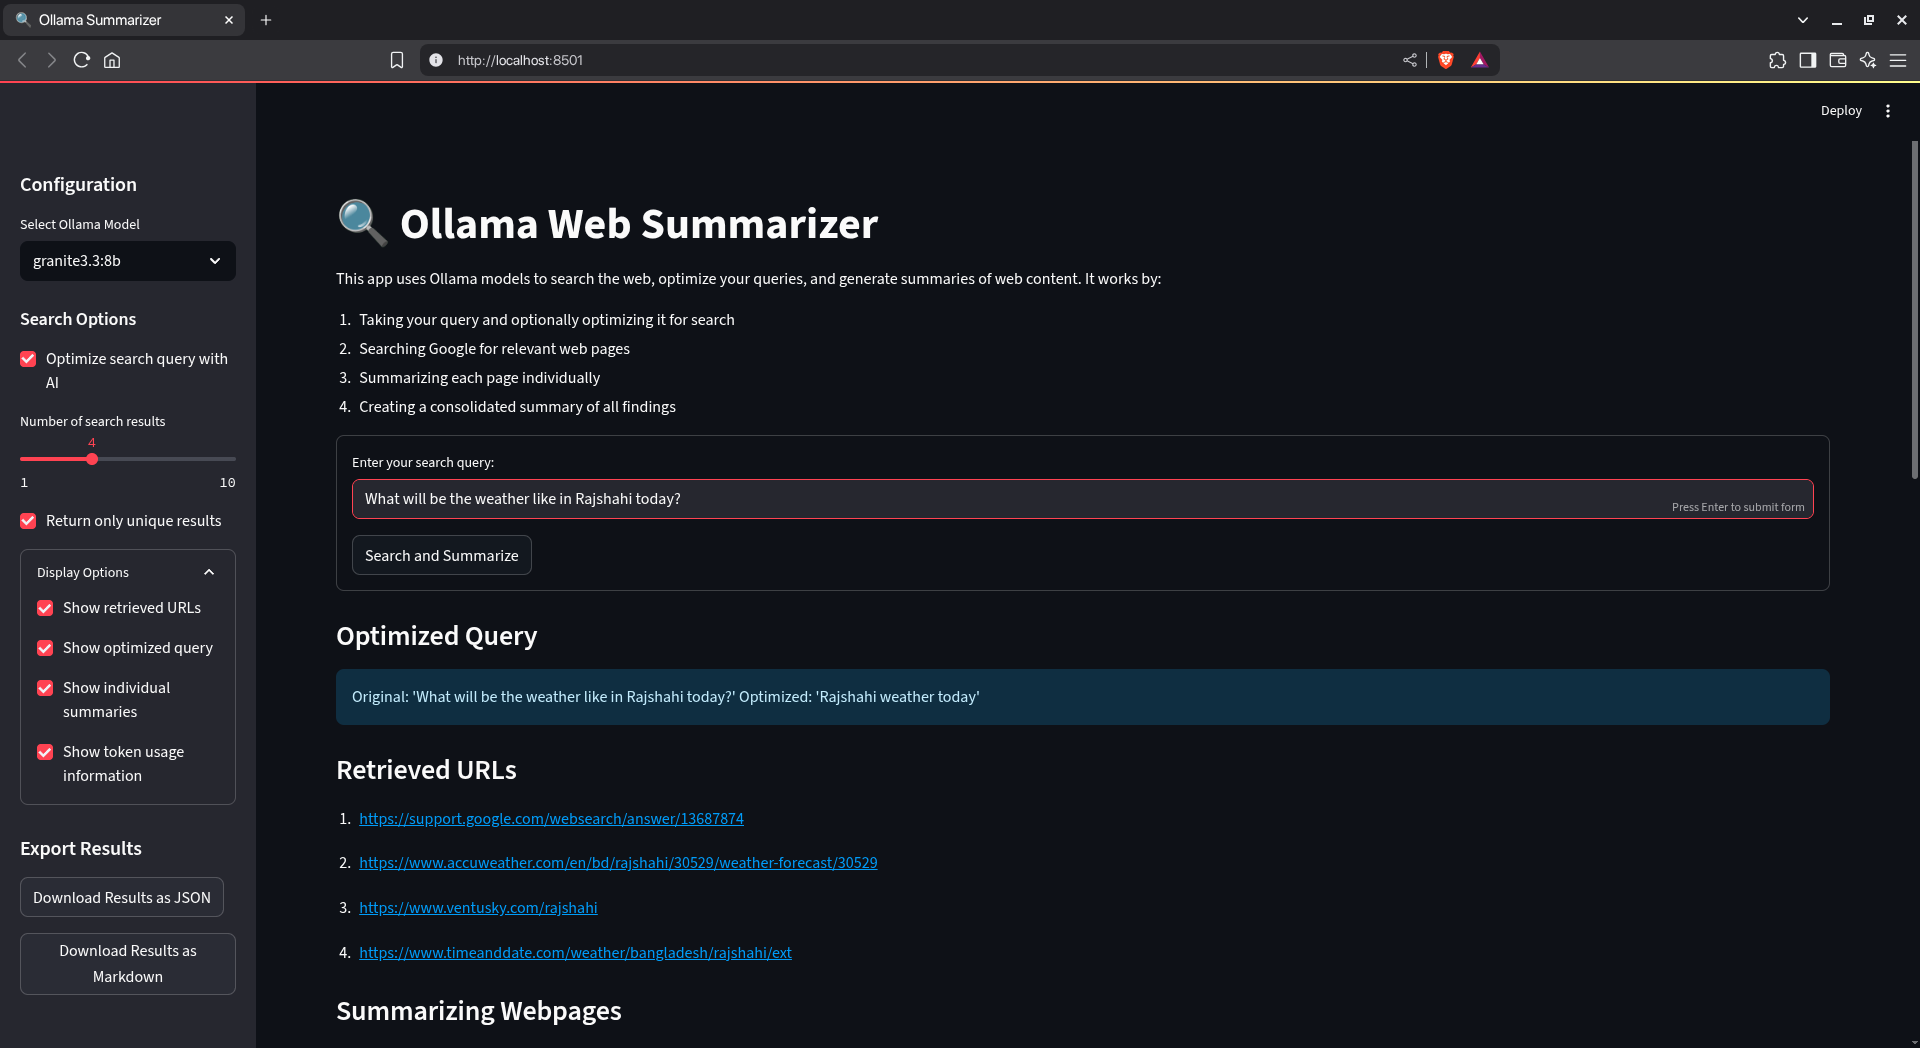 Ollama Summarizer
http://localhost:8501
Deploy
Configuration
Select Ollama Model
granite3.3:8b
Search Options
Optimize search query with
AI
Number of search results
4
1 10
Return only unique results
Display Options
Show retrieved URLs
Show optimized query
Show individual
summaries
Show token usage
information
Export Results
Download Results as JSON
Download Results as
Markdown
Ollama Web Summarizer
This app uses Ollama models to search the web, optimize your queries, and generate summaries of web content. It works by:
1. Taking your query and optionally optimizing it for search
2. Searching Google for relevant web pages
3. Summarizing each page individually
4. Creating a consolidated summary of all findings
Enter your search query:
What will be the weather like in Rajshahi today?
Press Enter to submit form
Search and Summarize
Optimized Query
Original: 'What will be the weather like in Rajshahi today?' Optimized: 'Rajshahi weather today'
Retrieved URLs
1. https://support.google.com/websearch/answer/13687874
2. https://www.accuweather.com/en/bd/rajshahi/30529/weather-forecast/30529
3. https://www.ventusky.com/rajshahi
4. https://www.timeanddate.com/weather/bangladesh/rajshahi/ext
Summarizing Webpages